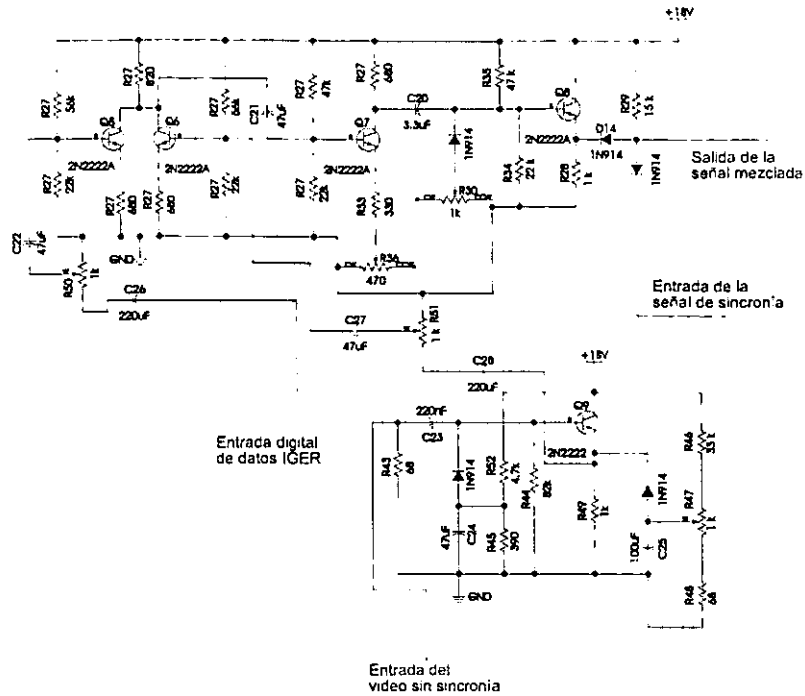 +18V
R27
56k
R27
820
R27
C21
47uF
R27
47k
R27
680
C20
3.3uF
R35
47k
Q8
R29
15k
2N2222A
2N2222A
Q7
2N2222A
1N914
2N2222A
D14
1N914
1N914
Salida de la
señal mezclada
R27
22k
R27
680
R27
680
R27
22k
R27
22k
R33
330
R30
1k
R34
22k
R28
1k
C22
47uF
GND
R36
470
R50
1k
C26
220uF
C27
47uF
R51
1k
Entrada de la
señal de sincronía
+18V
C28
220uF
Entrada digital
de datos IGER
220nF
C23
2N2222
R43
68
1N914
R52
4.7k
R44
82k
R49
1k
1N914
R46
33k
R47
1k
47uF
C24
R45
390
100uF
C25
R48
68
GND
Entrada del
video sin sincronia